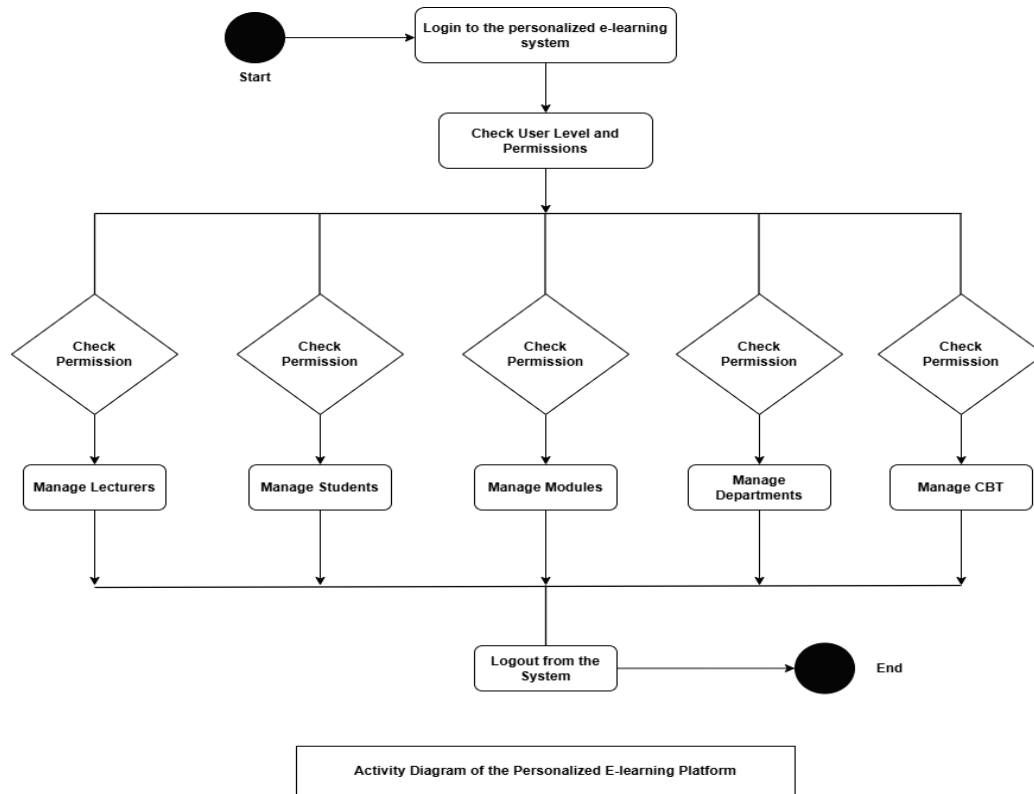 Login to the personalized e-learning
system
Start
Check User Level and
Permissions
Check
Permission
Check
Permission
Check
Permission
Check
Permission
Check
Permission
Manage Lecturers
Manage Students
Manage Modules
Manage
Departments
Manage CBT
Logout from the
System
End
Activity Diagram of the Personalized E-learning Platform